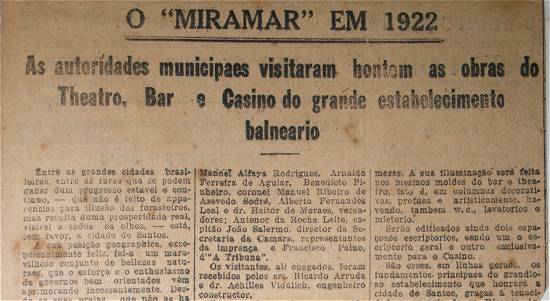 O "MIRAMAR" EM 1922
As autoridades municipaes visitaram hontem as obras do
Theatro, Bar e Casino do grande estabelecimento
balneario
Entre as grandes cidades brasi-
leiras, entre as raras que se podem
gabar dum progresso estavel e con-
tinuo, — que não é feito de appa-
rencias para illusão dos forasteiros,
mas resulta duma prosperidade real,
visivel a todos os olhos, — está,
sem favor, a cidade de Santos.
A sua posição geographica, exce-
pcionalmente feliz, fel-a um mara-
vilhoso conjunto de bellezas natu-
raes, que o esforço e o enthusiasmo
de governos bem orientados vêm
aprimorando incessantemente. Des-
Manoel Alfaya Rodrigues, Arnaldo
Ferreira de Aguiar, Benedicto Pi-
nheiro, coronel Manuel Ribeiro de
Azevedo Sodré, Alberto Fernandes
Leal e dr. Heitor de Moraes, verea-
dores; Antenor da Rocha Leite, ca-
pitão João Salermo, director da Se-
cretaria da Camara, representantes
da imprensa e Francisco Paino,
d'"A Tribuna".
Os visitantes, alli chegados, foram
recebidos pelos srs. Ricardo Arruda e
dr. Achilles Vidulich, engenheiro
constructor.
mezas. A sua illuminação será feita
nos mesmos moldes do bar e thea-
tro, isto é, em columnas decorati-
vas, profusa e artisticamente, ha-
vendo, tambem w.c., lavatorios e
mictorio.
Serão edificados ainda dois espa-
çosos escriptorios, sendo um o es-
criptorio geral e outro exclusiva-
mente para o Casino.
São esses, em linhas geraes, os
fundamentos principaes do grandio-
so estabelecimento que honrará a
cidade de Santos, graças á tenaci-